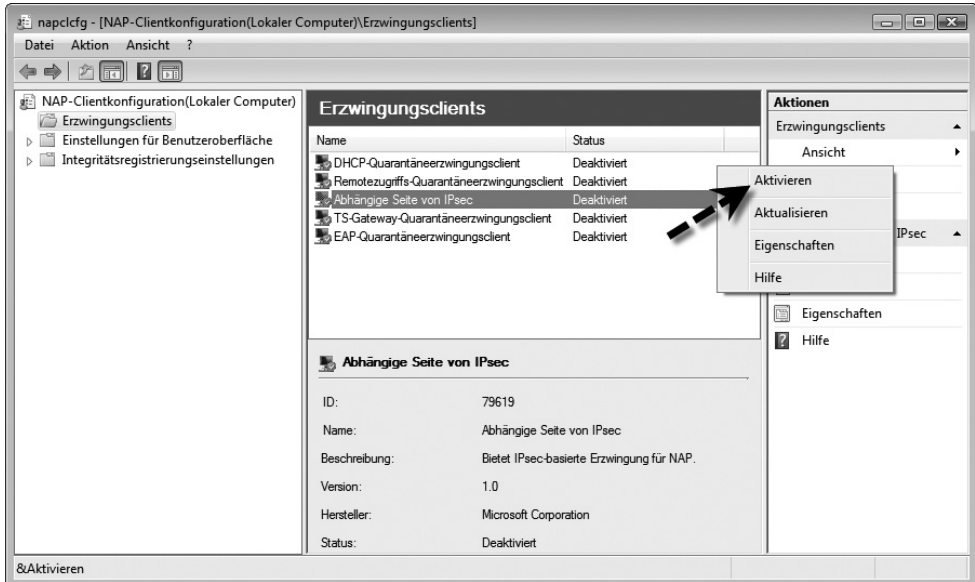 napclcfg - [NAP-Clientkonfiguration(Lokaler Computer)\Erzwingungsclients]
Datei Aktion Ansicht ?
NAP-Clientkonfiguration(Lokaler Computer)
Erzwingungsclients
Einstellungen für Benutzeroberfläche
Integritätsregistrierungseinstellungen
Erzwingungsclients
Name Status
DHCP-Quarantäneerzwingungsclient Deaktiviert
Remotezugriffs-Quarantäneerzwingungsclient Deaktiviert
Abhängige Seite von IPsec Deaktiviert
TS-Gateway-Quarantäneerzwingungsclient Deaktiviert
EAP-Quarantäneerzwingungsclient Deaktiviert
Abhängige Seite von IPsec
ID: 79619
Name: Abhängige Seite von IPsec
Beschreibung: Bietet IPsec-basierte Erzwingung für NAP.
Version: 1.0
Hersteller: Microsoft Corporation
Status: Deaktiviert
Aktionen
Erzwingungsclients
Ansicht
Aktivieren
Aktualisieren
Eigenschaften
Hilfe
IPsec
Eigenschaften
Hilfe
&Aktivieren